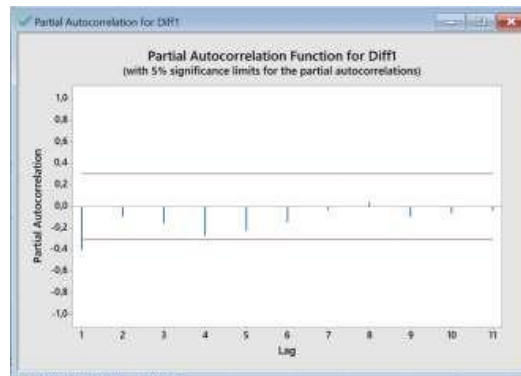 Partial Autocorrelation for Diff1
Partial Autocorrelation Function for Diff1
(with 5% significance limits for the partial autocorrelations)
1,0
0,8
0,6
0,4
0,2
0,0
-0,2
-0,4
-0,6
-0,8
-1,0
Partial Autocorrelation
1 2 3 4 5 6 7 8 9 10 11
Lag